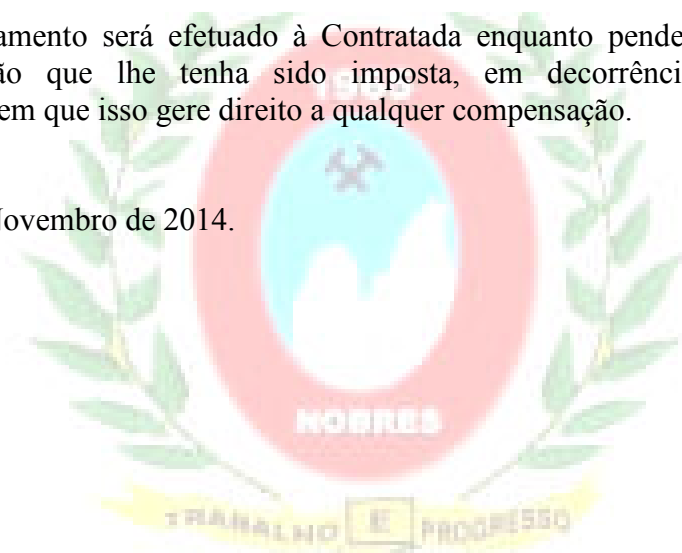 amento será efetuado à Contratada enquanto pende
ão que lhe tenha sido imposta, em decorrênci
em que isso gere direito a qualquer compensação.
Novembro de 2014.
NOBRES
TRABALHO E PROGRESSO